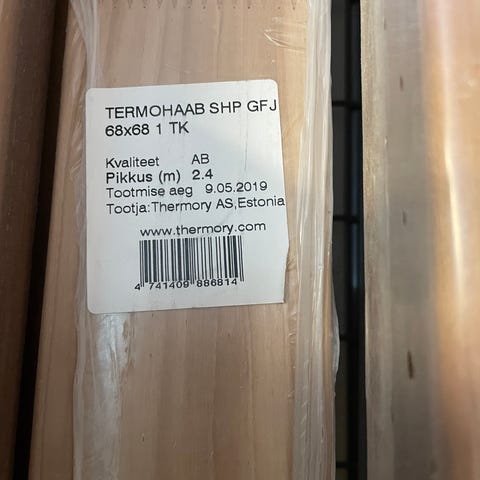 TERMOHAAB SHP GFJ
68x68 1 TK
Kvaliteet AB
Pikkus (m) 2.4
Tootmise aeg 9.05.2019
Tootja:Thermory AS,Estonia
www.thermory.com
4 741409 886814